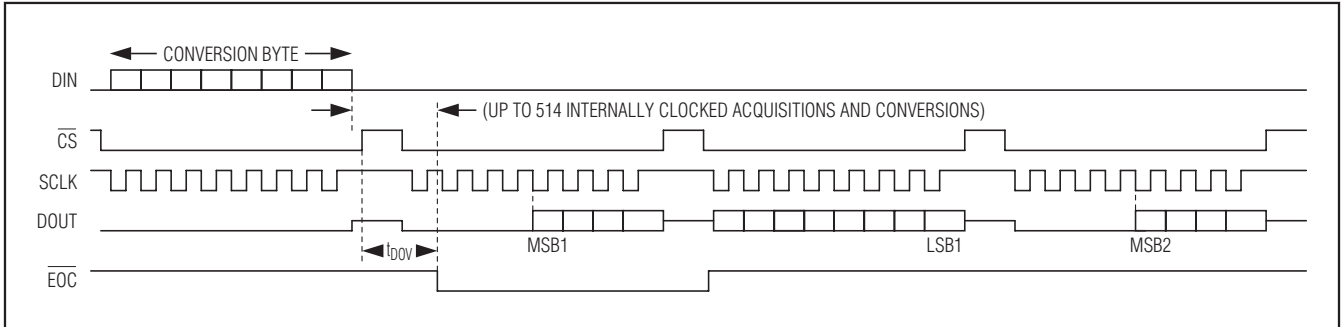 CONVERSION BYTE
DIN
(UP TO 514 INTERNALLY CLOCKED ACQUISITIONS AND CONVERSIONS)
CS
SCLK
DOUT
MSB1
LSB1
MSB2
tDOV
EOC